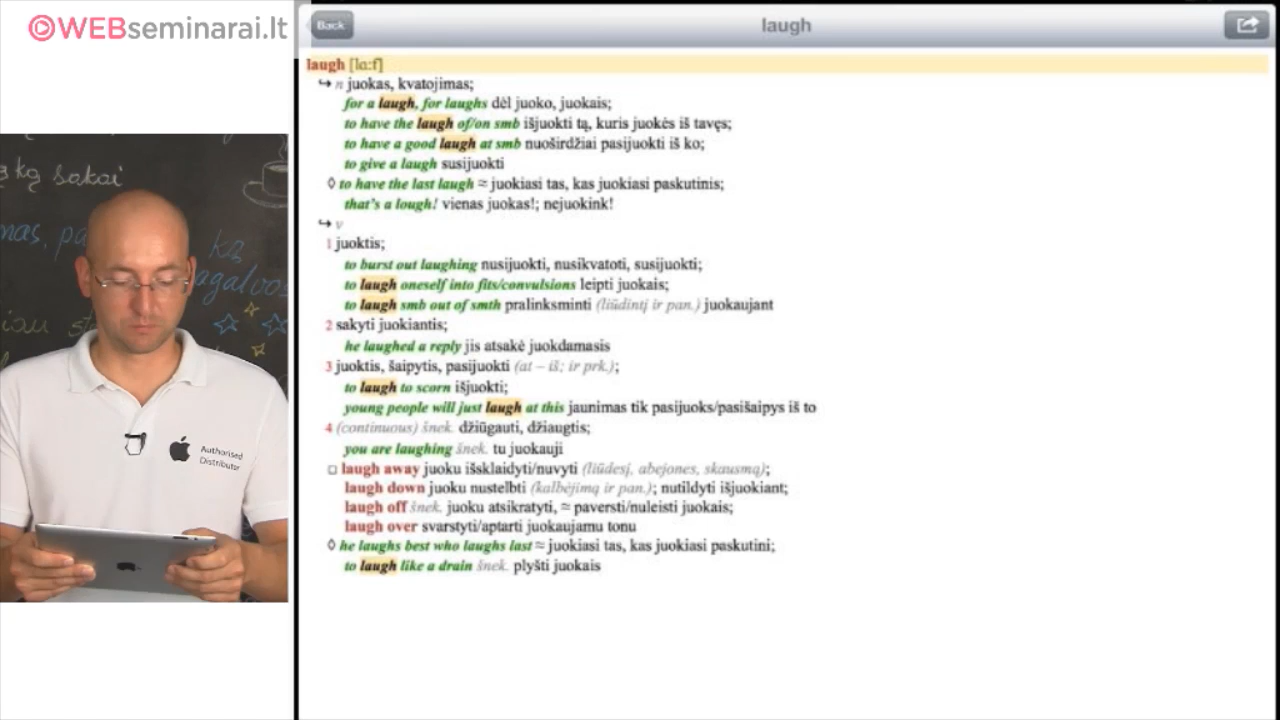 ©WEBseminarai.lt
Back
laugh
laugh [lɑ:f]
↪ n juokas, kvatojimas;
for a laugh, for laughs dėl juoko, juokais;
to have the laugh of/on smb išjuokti tą, kuris juokės iš tavęs;
to have a good laugh at smb nuoširdžiai pasijuokti iš ko;
to give a laugh susijuokti
◊ to have the last laugh ≈ juokiasi tas, kas juokiasi paskutinis;
that's a lough! vienas juokas!; nejuokink!
↪ v
1 juoktis;
to burst out laughing nusijuokti, nusikvatoti, susijuokti;
to laugh oneself into fits/convulsions leipti juokais;
to laugh smb out of smth pralinksminti (liūdintį ir pan.) juokaujant
2 sakyti juokiantis;
he laughed a reply jis atsakė juokdamasis
3 juoktis, šaipytis, pasijuokti (at – iš; ir prk.);
to laugh to scorn išjuokti;
young people will just laugh at this jaunimas tik pasijuoks/pasišaipys iš to
4 (continuous) šnek. džiūgauti, džiaugtis;
you are laughing šnek. tu juokauji
□ laugh away juoku išsklaidyti/nuvyti (liūdesį, abejones, skausmą);
laugh down juoku nustelbti (kalbėjimą ir pan.); nutildyti išjuokiant;
laugh off šnek. juoku atsikratyti, ≈ paversti/nuleisti juokais;
laugh over svarstyti/aptarti juokaujamu tonu
◊ he laughs best who laughs last ≈ juokiasi tas, kas juokiasi paskutini;
to laugh like a drain šnek. plyšti juokais
ką sakai
ką
Authorised
Distributor